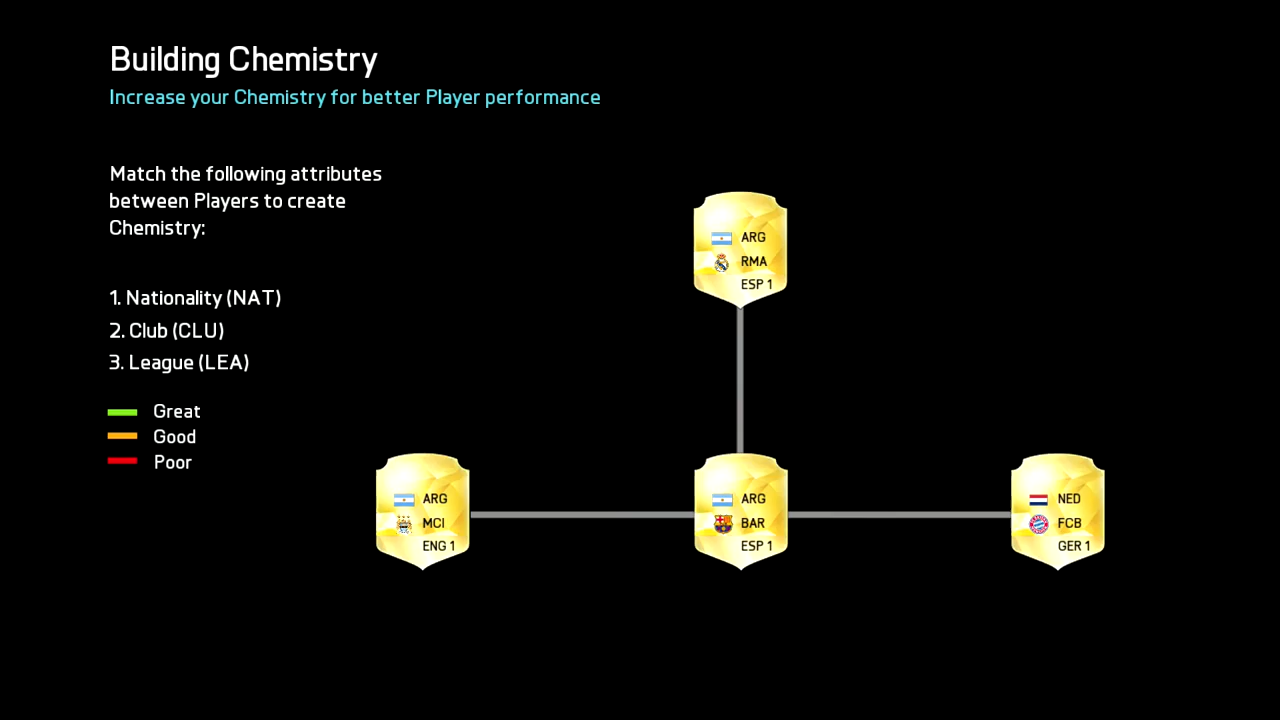 Building Chemistry
Increase your Chemistry for better Player performance
Match the following attributes
between Players to create
Chemistry:
1. Nationality (NAT)
2. Club (CLU)
3. League (LEA)
Great
Good
Poor
ARG
RMA
ESP 1
ARG
MCI
ENG 1
ARG
BAR
ESP 1
NED
FCB
GER 1